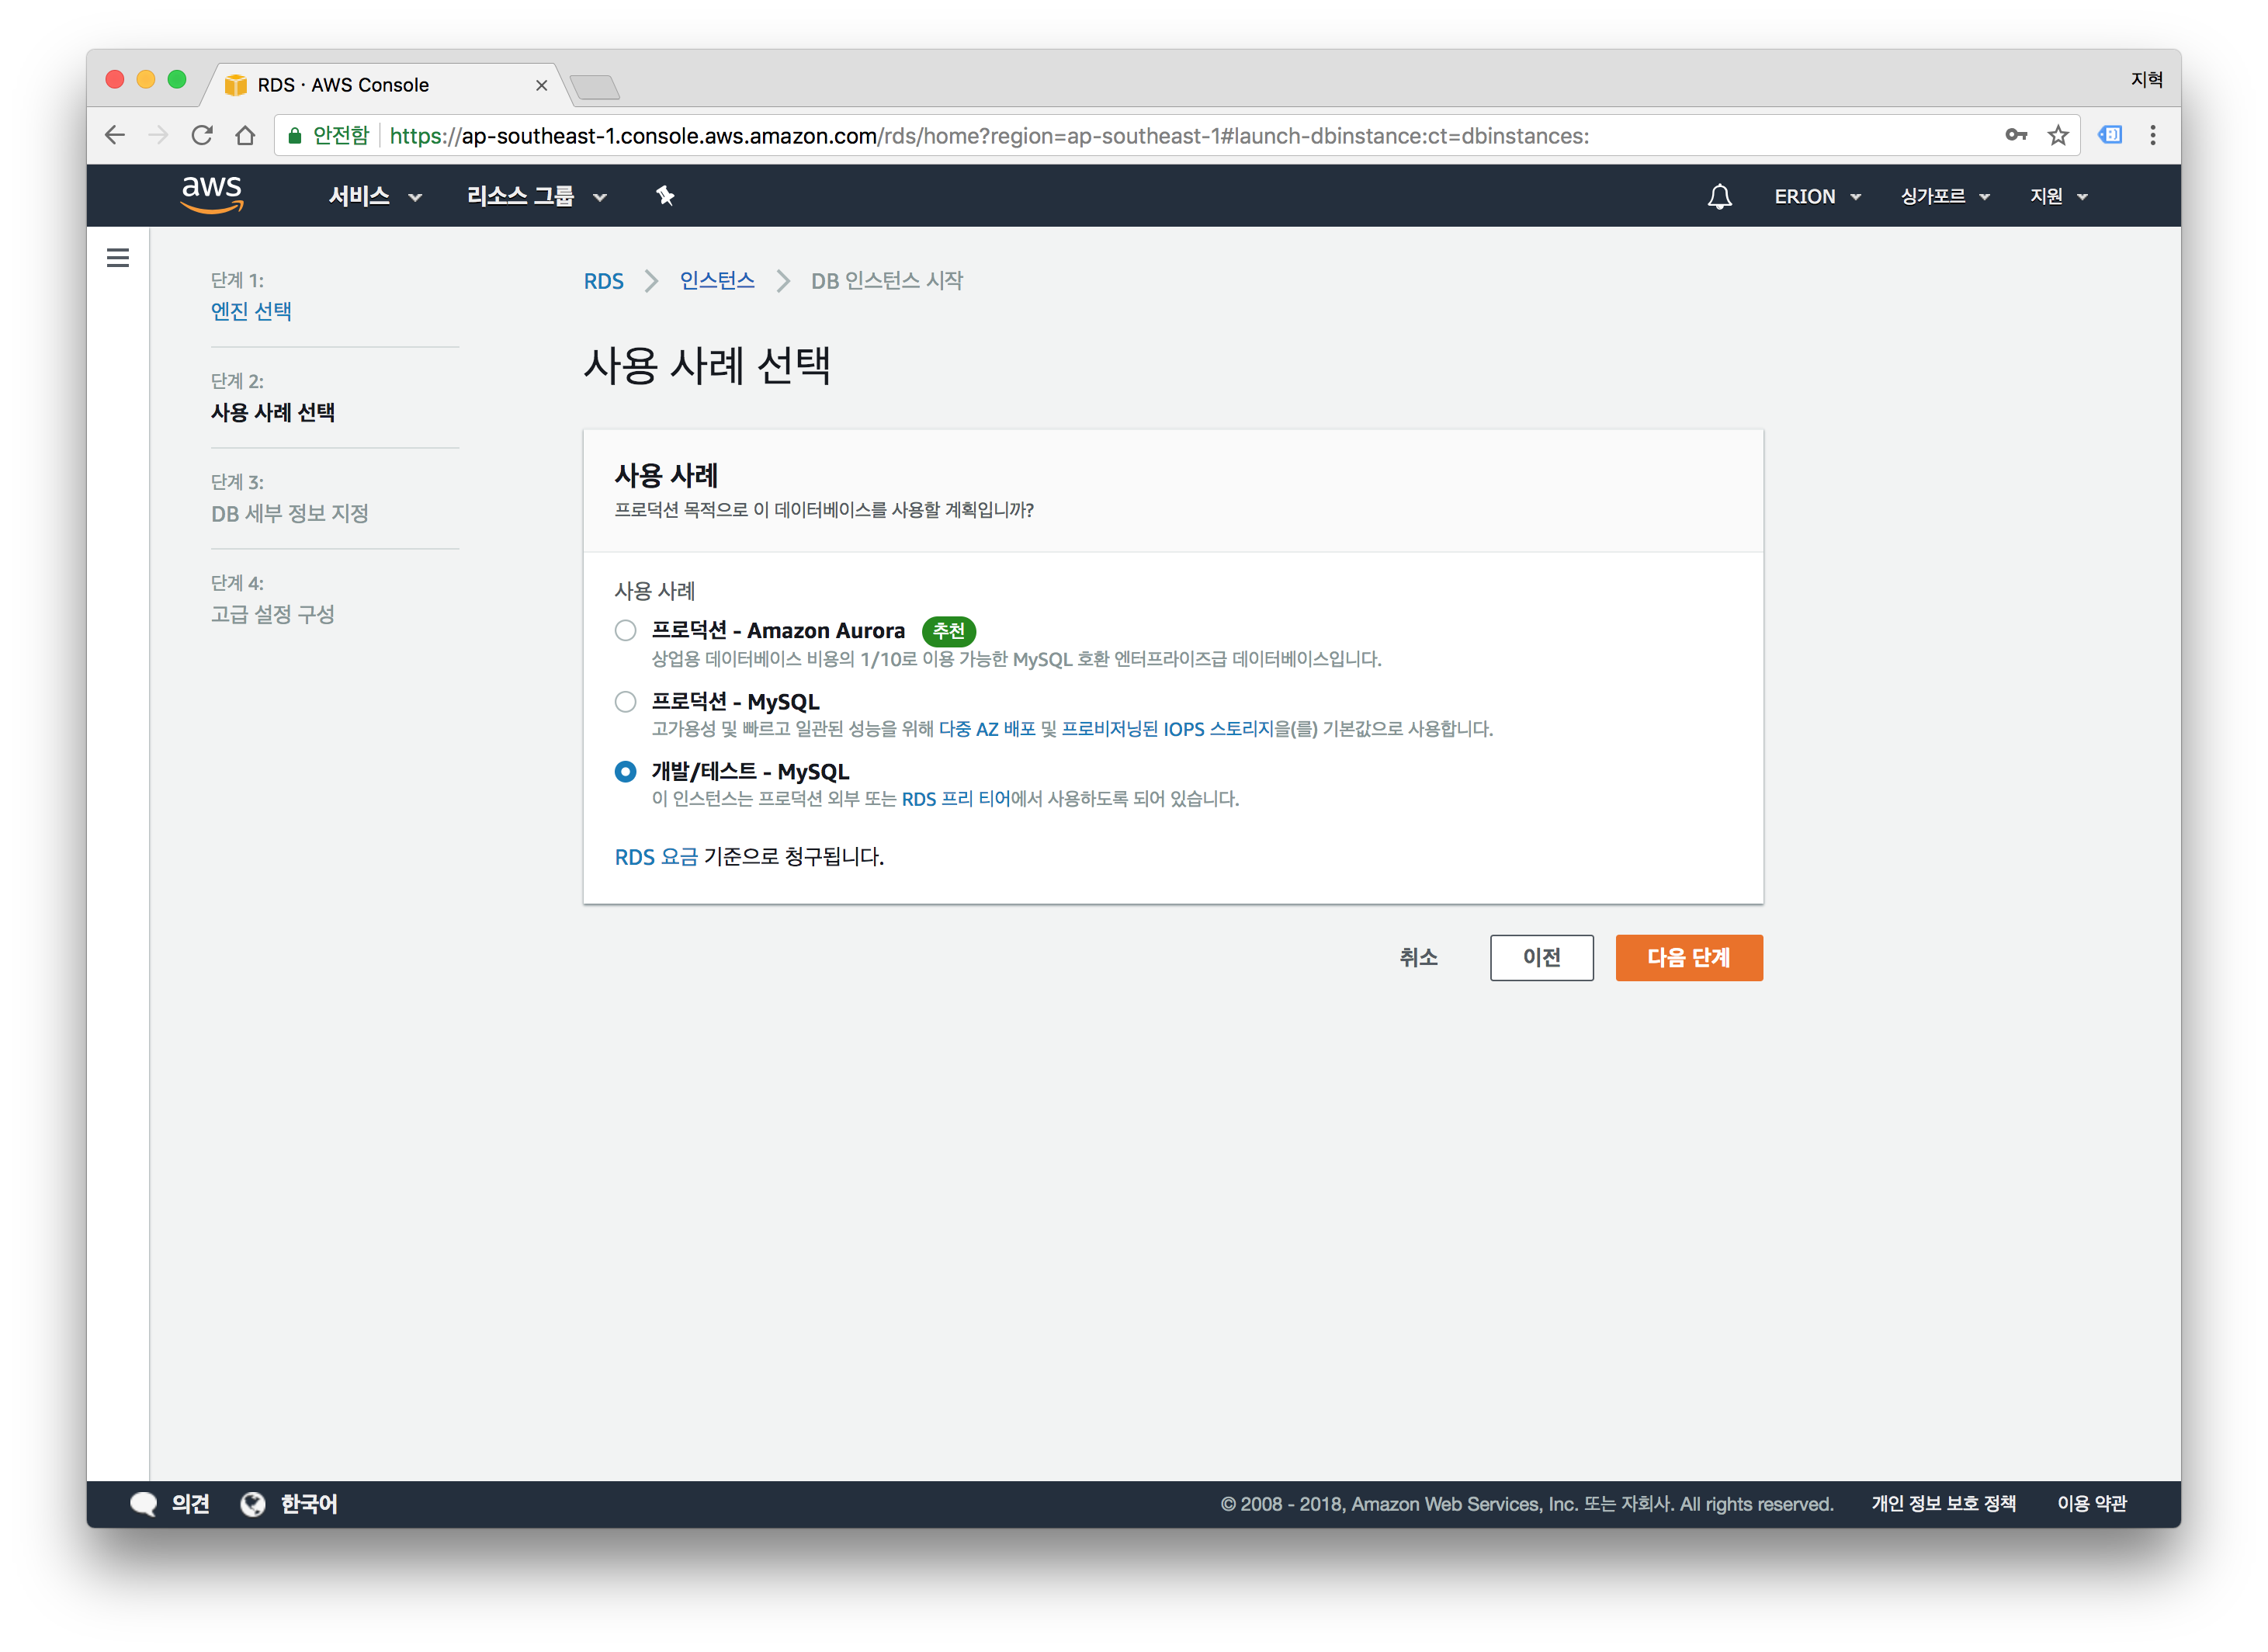 RDS · AWS Console
지혁
안전함 https://ap-southeast-1.console.aws.amazon.com/rds/home?region=ap-southeast-1#launch-dbinstance:ct=dbinstances:
aws 서비스 리소스 그룹 ERION 싱가포르 지원
단계 1:
엔진 선택
단계 2:
사용 사례 선택
단계 3:
DB 세부 정보 지정
단계 4:
고급 설정 구성
RDS 인스턴스 DB 인스턴스 시작
사용 사례 선택
사용 사례
프로덕션 목적으로 이 데이터베이스를 사용할 계획입니까?
사용 사례
프로덕션 - Amazon Aurora 추천
상업용 데이터베이스 비용의 1/10로 이용 가능한 MySQL 호환 엔터프라이즈급 데이터베이스입니다.
프로덕션 - MySQL
고가용성 및 빠르고 일관된 성능을 위해 다중 AZ 배포 및 프로비저닝된 IOPS 스토리지을(를) 기본값으로 사용합니다.
개발/테스트 - MySQL
이 인스턴스는 프로덕션 외부 또는 RDS 프리 티어에서 사용하도록 되어 있습니다.
RDS 요금 기준으로 청구됩니다.
취소 이전 다음 단계
의견 한국어 © 2008 - 2018, Amazon Web Services, Inc. 또는 자회사. All rights reserved. 개인 정보 보호 정책 이용 약관